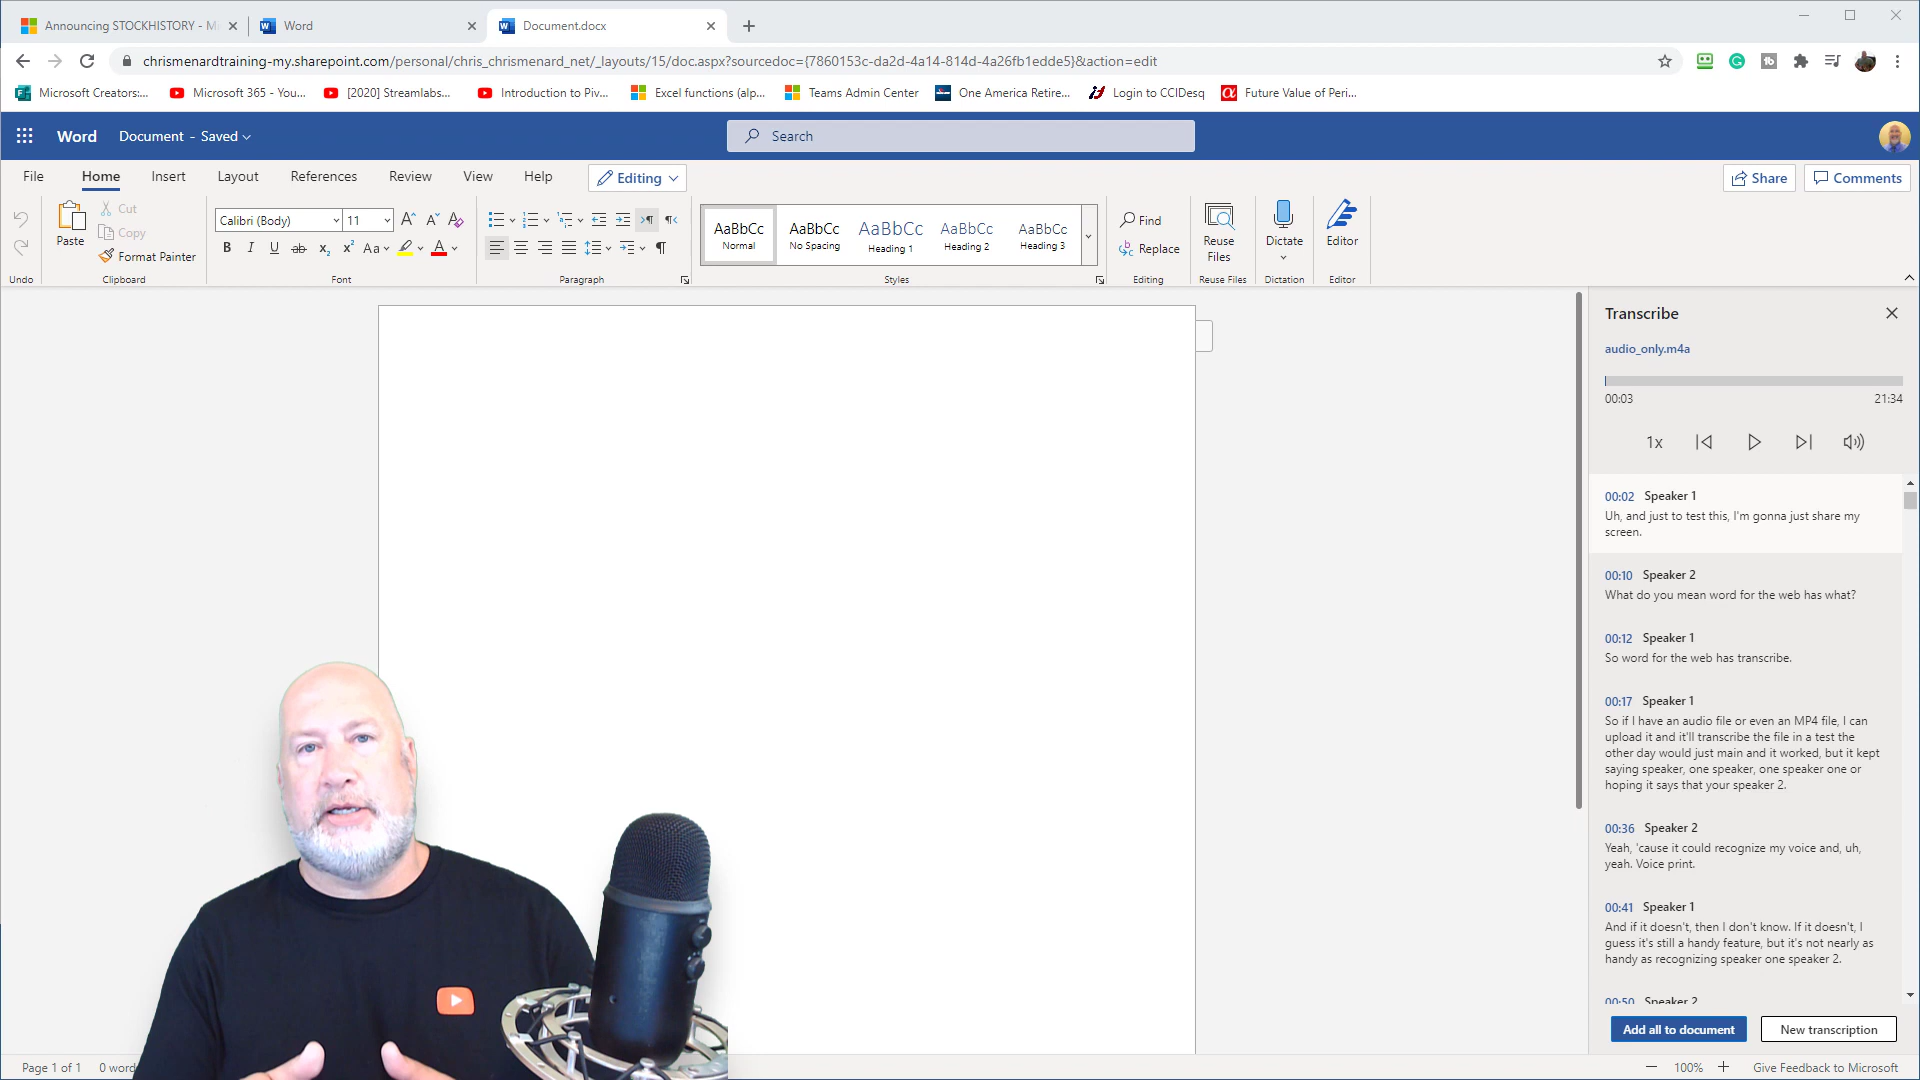 Announcing STOCKHISTORY - M
Word
Document.docx
chrismenardtraining-my.sharepoint.com/personal/chris_chrismenard_net/_layouts/15/doc.aspx?sourcedoc={7860153c-da2d-4a14-814d-4a26fb1edde5}&action=edit
Microsoft Creators:...
Microsoft 365 - You...
[2020] Streamlabs...
Introduction to Piv...
Excel functions (alp...
Teams Admin Center
One America Retire...
Login to CCIDesq
Future Value of Peri...
Word
Document - Saved
Search
File
Home
Insert
Layout
References
Review
View
Help
Editing
Share
Comments
Paste
Cut
Copy
Format Painter
Calibri (Body)
11
AaBbCc
Normal
AaBbCc
No Spacing
AaBbCc
Heading 1
AaBbCc
Heading 2
AaBbCc
Heading 3
Find
Replace
Reuse
Files
Dictate
Editor
Undo
Clipboard
Font
Paragraph
Styles
Editing
Reuse Files
Dictation
Editor
Transcribe
audio_only.m4a
00:03
21:34
1x
00:02 Speaker 1
Uh, and just to test this, I'm gonna just share my
screen.
00:10 Speaker 2
What do you mean word for the web has what?
00:12 Speaker 1
So word for the web has transcribe.
00:17 Speaker 1
So if I have an audio file or even an MP4 file, I can
upload it and it'll transcribe the file in a test the
other day would just main and it worked, but it kept
saying speaker, one speaker, one speaker one or
hoping it says that your speaker 2.
00:36 Speaker 2
Yeah, 'cause it could recognize my voice and, uh,
yeah. Voice print.
00:41 Speaker 1
And if it doesn't, then I don't know. If it doesn't, I
guess it's still a handy feature, but it's not nearly as
handy as recognizing speaker one speaker 2.
00:50 Speaker 2
Add all to document
New transcription
Page 1 of 1
0 word
100%
Give Feedback to Microsoft